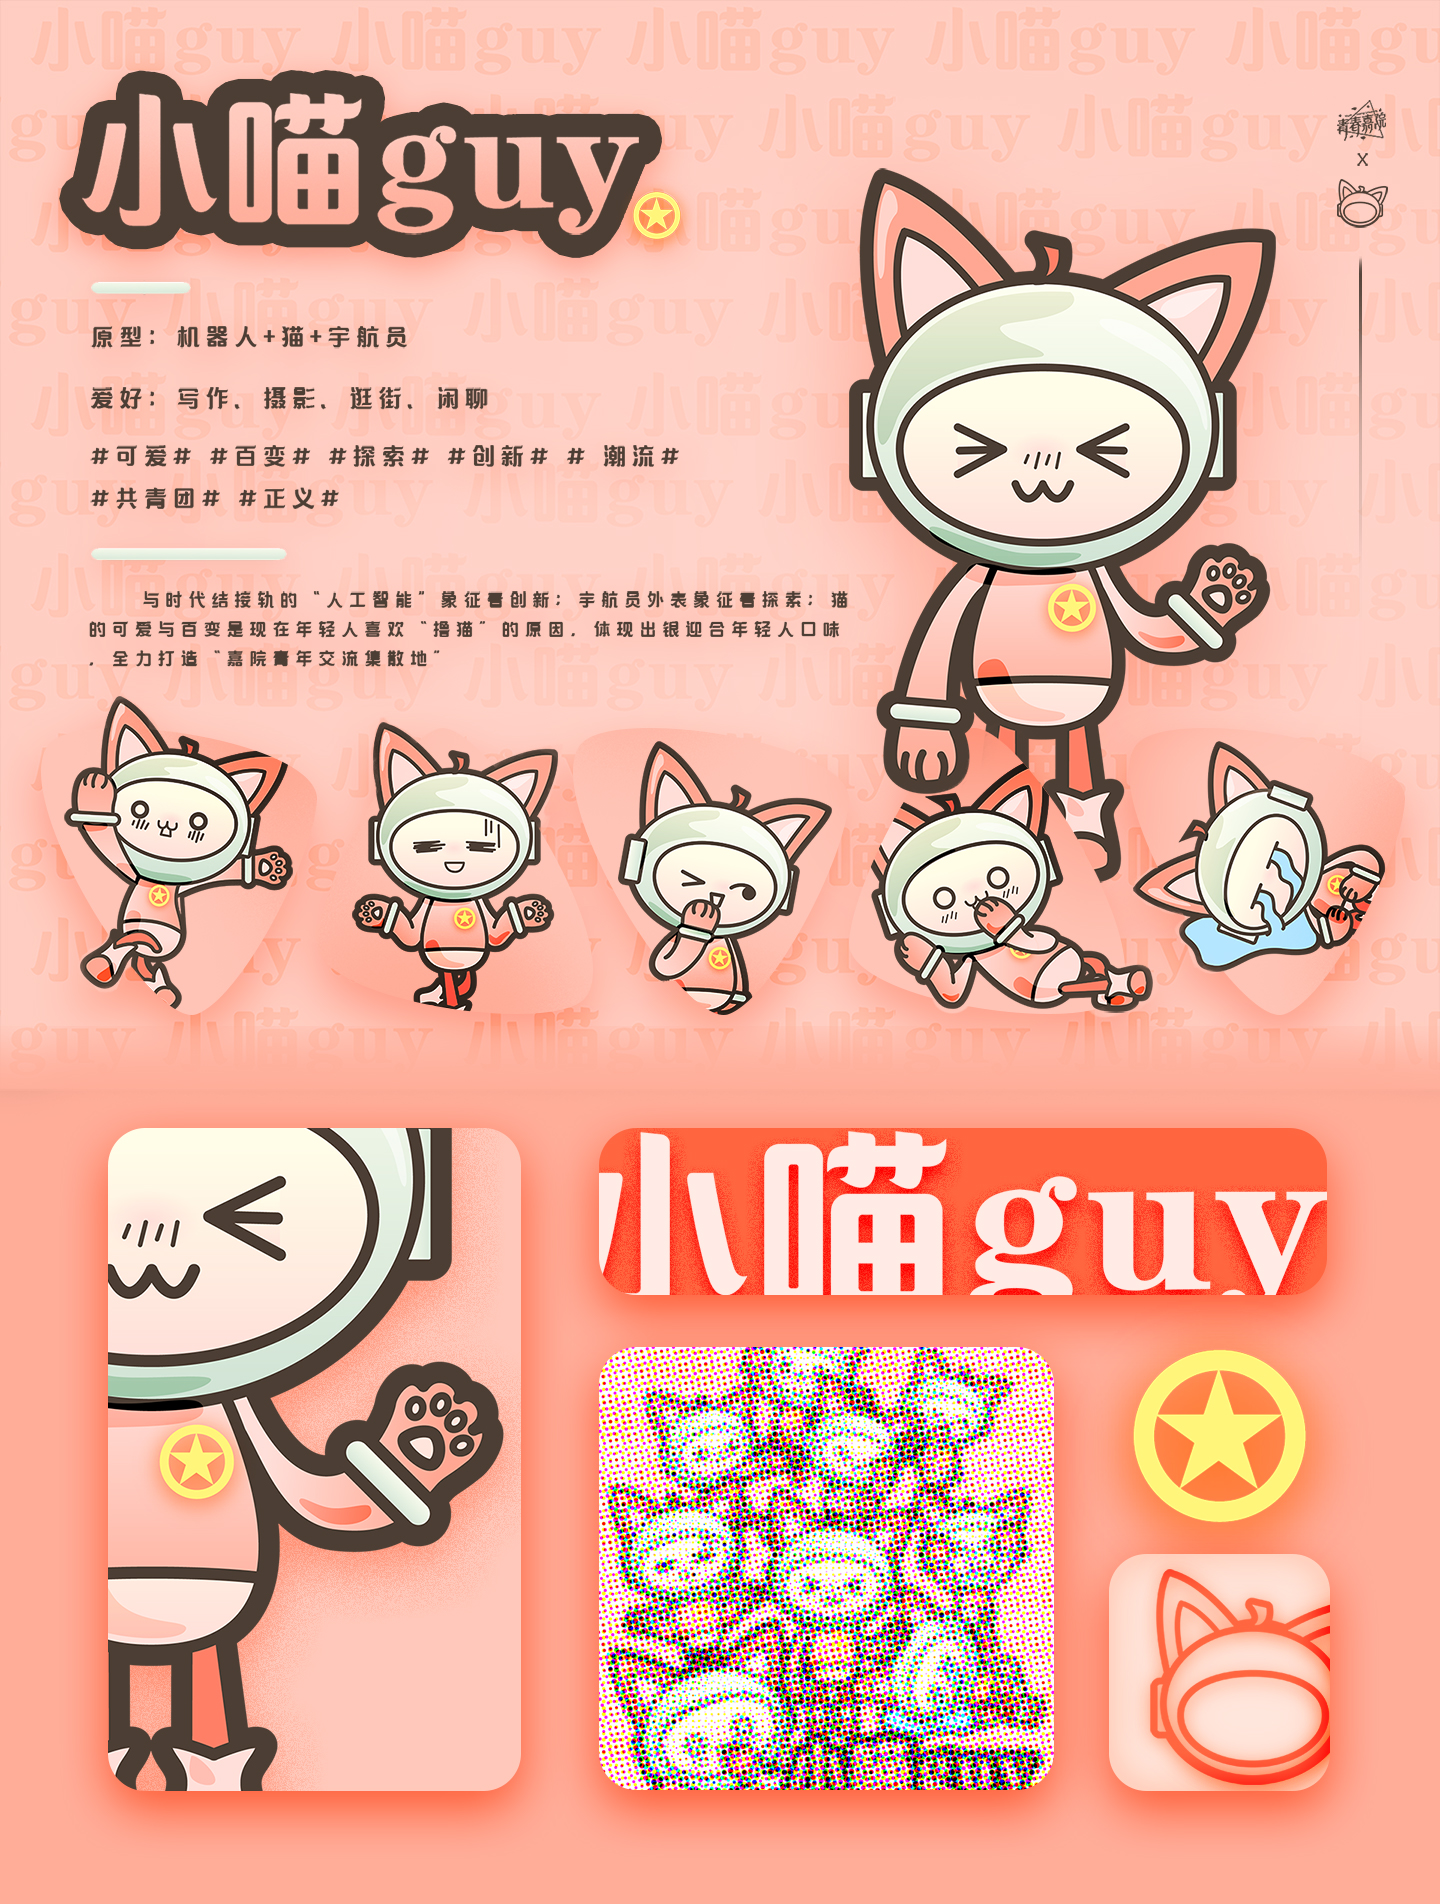 小喵guy
青春嘉院
X
原型：机器人+猫+宇航员
爱好：写作、摄影、逛街、闲聊
#可爱# #百变# #探索# #创新# # 潮流#
#共青团# #正义#
与时代结接轨的“人工智能”象征着创新；宇航员外表象征着探索；猫
的可爱与百变是现在年轻人喜欢“撸猫”的原因，体现出银迎合年轻人口味
，全力打造“嘉院青年交流集散地”
小喵guy